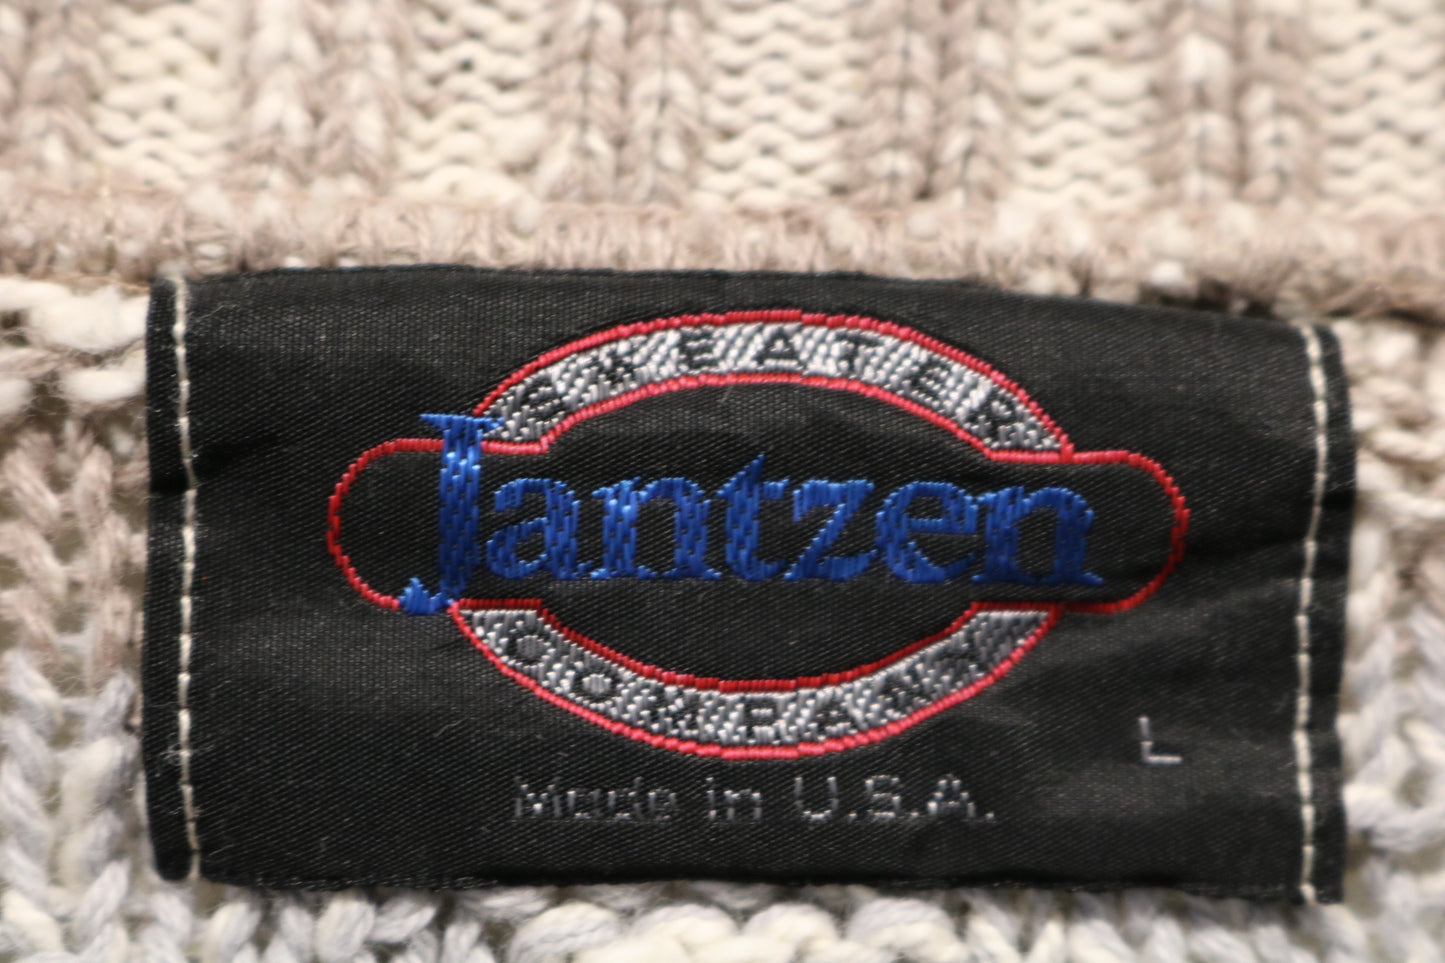 SWEATER
Jantzen
COMPANY
L
Made in U.S.A.